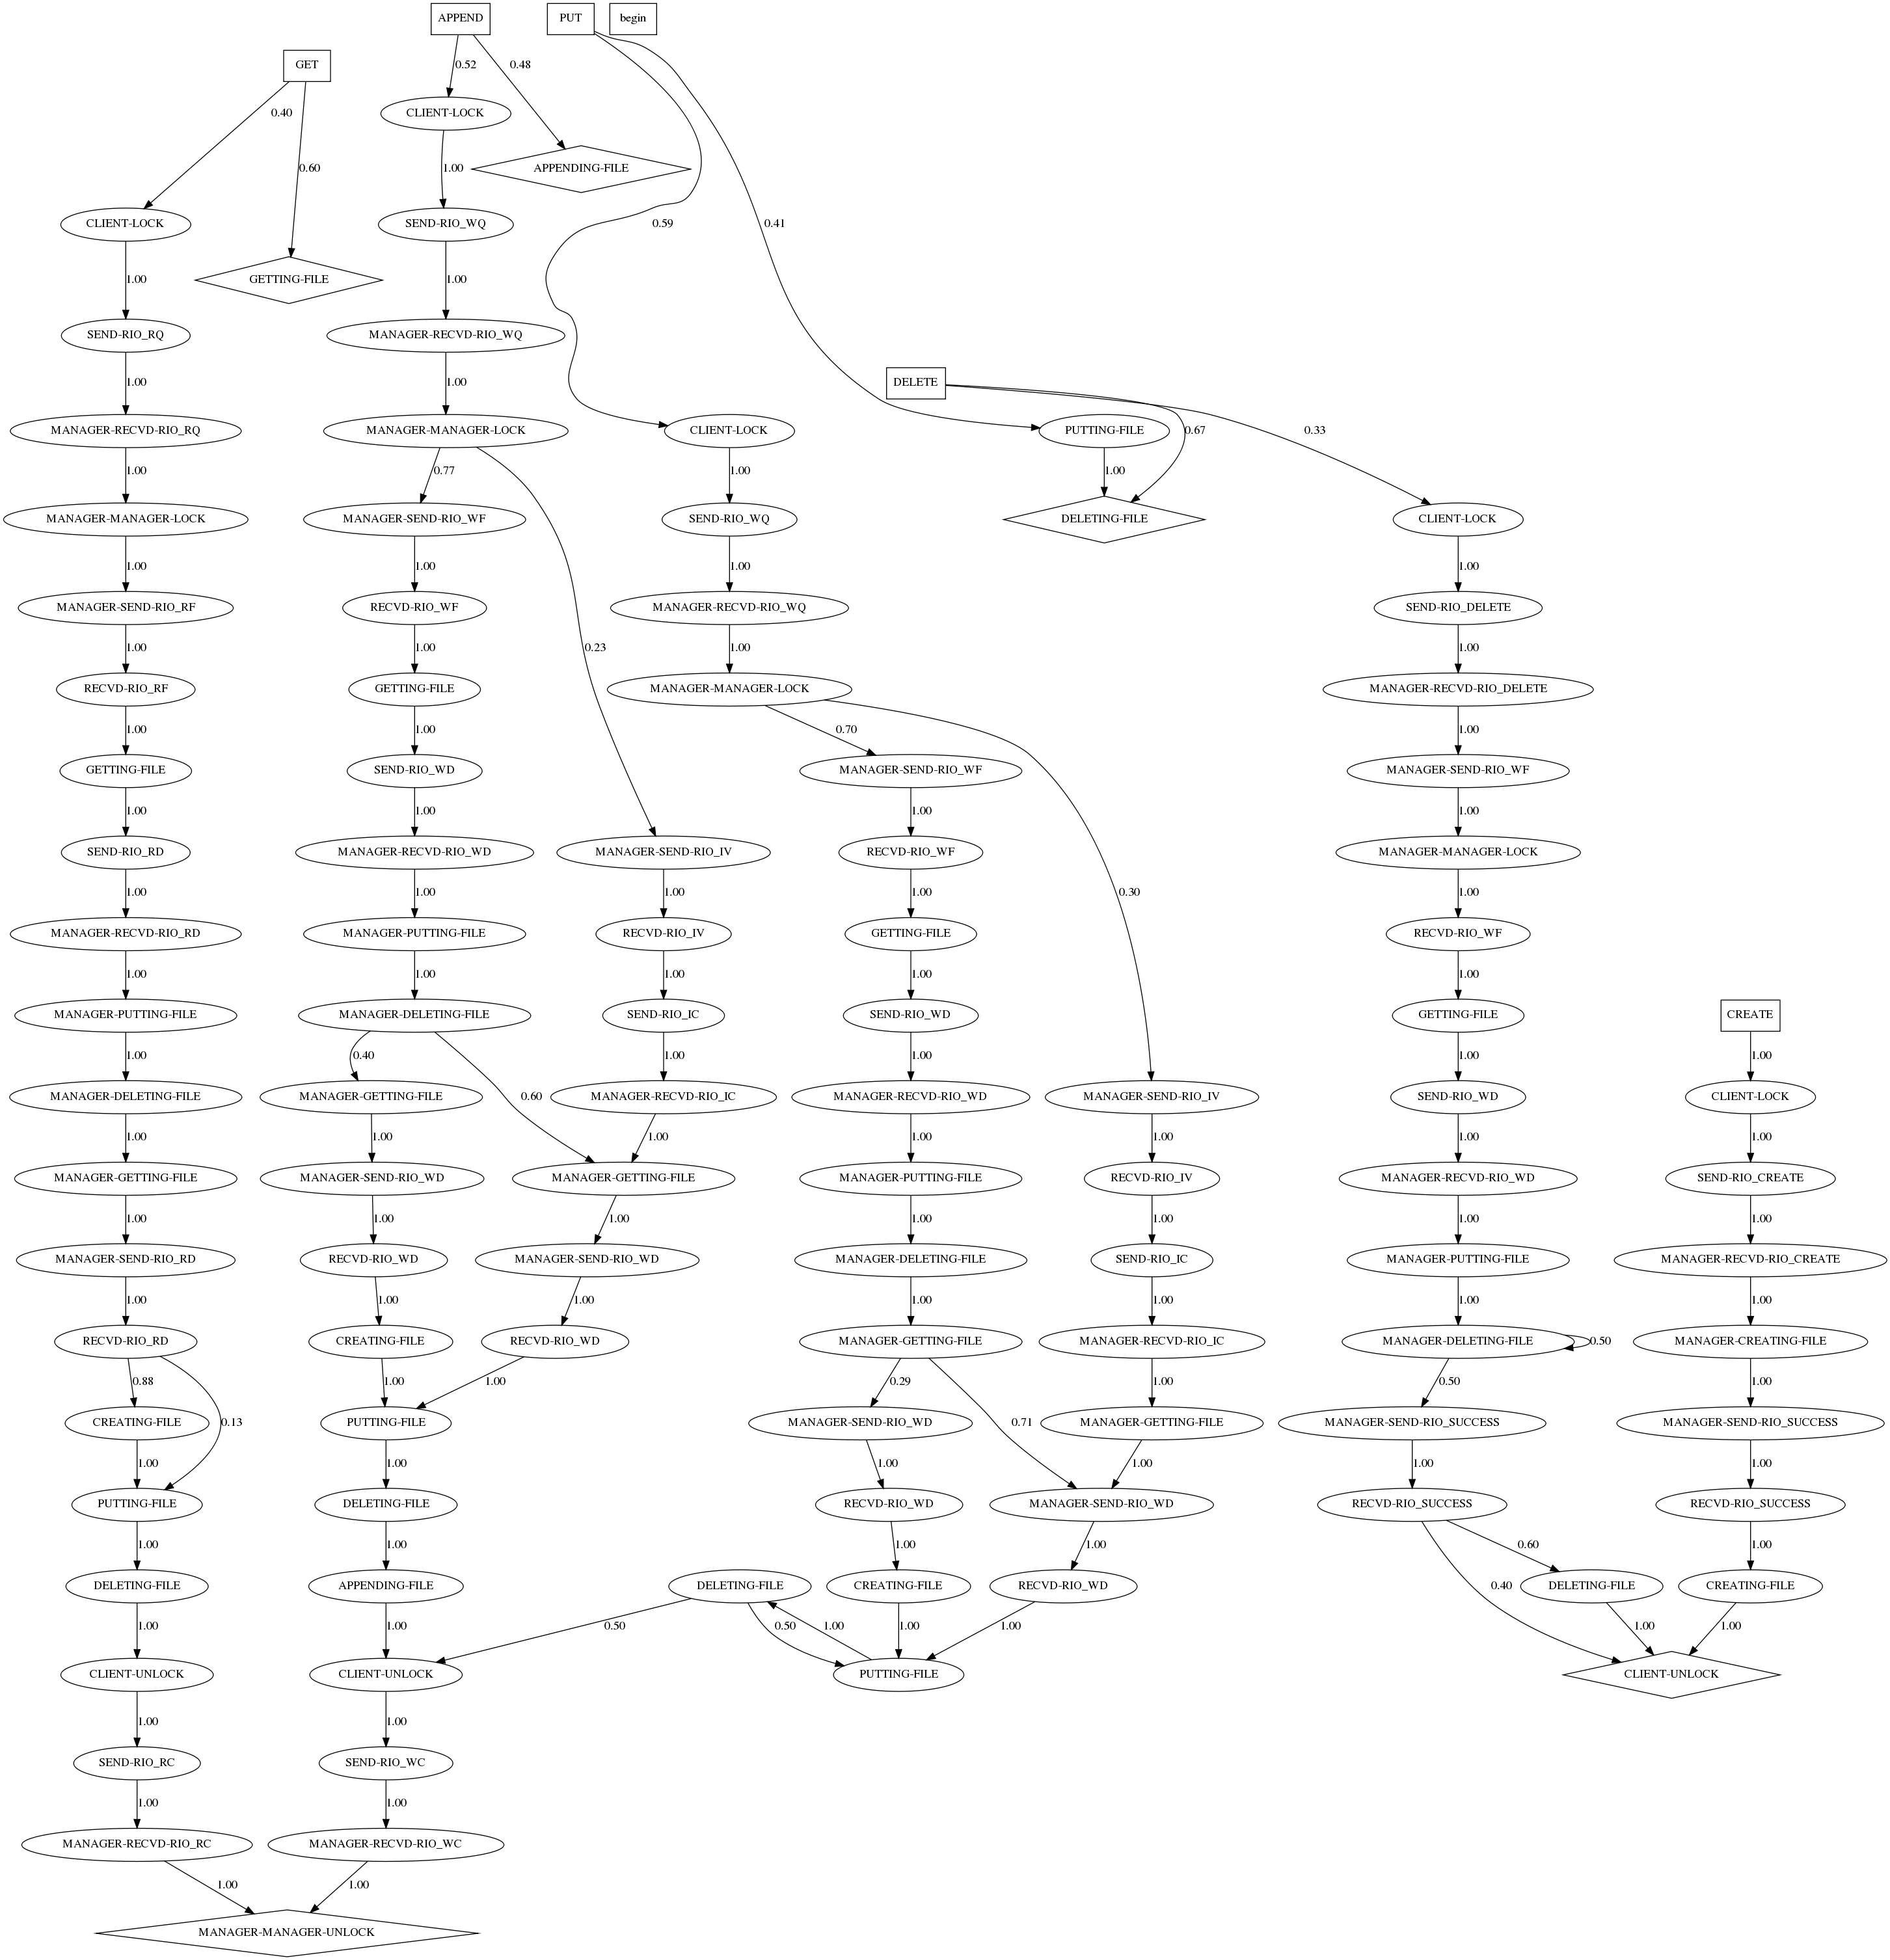 APPEND
PUT
begin
GET
0.52
0.48
0.40
CLIENT-LOCK
1.00
APPENDING-FILE
0.60
CLIENT-LOCK
SEND-RIO_WQ
0.59
0.41
1.00
GETTING-FILE
1.00
SEND-RIO_RQ
MANAGER-RECVD-RIO_WQ
1.00
1.00
DELETE
MANAGER-RECVD-RIO_RQ
MANAGER-MANAGER-LOCK
CLIENT-LOCK
PUTTING-FILE
0.67
0.33
1.00
0.77
1.00
1.00
MANAGER-MANAGER-LOCK
MANAGER-SEND-RIO_WF
SEND-RIO_WQ
DELETING-FILE
CLIENT-LOCK
1.00
1.00
1.00
1.00
MANAGER-SEND-RIO_RF
RECVD-RIO_WF
MANAGER-RECVD-RIO_WQ
SEND-RIO_DELETE
1.00
1.00
0.23
1.00
1.00
RECVD-RIO_RF
GETTING-FILE
MANAGER-MANAGER-LOCK
MANAGER-RECVD-RIO_DELETE
1.00
1.00
0.70
1.00
GETTING-FILE
SEND-RIO_WD
MANAGER-SEND-RIO_WF
MANAGER-SEND-RIO_WF
1.00
1.00
1.00
1.00
SEND-RIO_RD
MANAGER-RECVD-RIO_WD
MANAGER-SEND-RIO_IV
RECVD-RIO_WF
MANAGER-MANAGER-LOCK
1.00
1.00
1.00
1.00
0.30
1.00
MANAGER-RECVD-RIO_RD
MANAGER-PUTTING-FILE
RECVD-RIO_IV
GETTING-FILE
RECVD-RIO_WF
1.00
1.00
1.00
1.00
1.00
MANAGER-PUTTING-FILE
MANAGER-DELETING-FILE
SEND-RIO_IC
SEND-RIO_WD
GETTING-FILE
CREATE
1.00
0.40
1.00
1.00
1.00
1.00
MANAGER-DELETING-FILE
MANAGER-GETTING-FILE
0.60
MANAGER-RECVD-RIO_IC
MANAGER-RECVD-RIO_WD
MANAGER-SEND-RIO_IV
SEND-RIO_WD
CLIENT-LOCK
1.00
1.00
1.00
1.00
1.00
1.00
1.00
MANAGER-GETTING-FILE
MANAGER-SEND-RIO_WD
MANAGER-GETTING-FILE
MANAGER-PUTTING-FILE
RECVD-RIO_IV
MANAGER-RECVD-RIO_WD
SEND-RIO_CREATE
1.00
1.00
1.00
1.00
1.00
1.00
1.00
MANAGER-SEND-RIO_RD
RECVD-RIO_WD
MANAGER-SEND-RIO_WD
MANAGER-DELETING-FILE
SEND-RIO_IC
MANAGER-PUTTING-FILE
MANAGER-RECVD-RIO_CREATE
1.00
1.00
1.00
1.00
1.00
1.00
1.00
RECVD-RIO_RD
CREATING-FILE
RECVD-RIO_WD
MANAGER-GETTING-FILE
MANAGER-RECVD-RIO_IC
MANAGER-DELETING-FILE
0.50
MANAGER-CREATING-FILE
0.88
1.00
1.00
0.29
1.00
0.50
1.00
CREATING-FILE
0.13
PUTTING-FILE
MANAGER-SEND-RIO_WD
0.71
MANAGER-GETTING-FILE
MANAGER-SEND-RIO_SUCCESS
MANAGER-SEND-RIO_SUCCESS
1.00
1.00
1.00
1.00
1.00
1.00
PUTTING-FILE
DELETING-FILE
RECVD-RIO_WD
MANAGER-SEND-RIO_WD
RECVD-RIO_SUCCESS
RECVD-RIO_SUCCESS
1.00
1.00
1.00
1.00
0.60
1.00
DELETING-FILE
APPENDING-FILE
DELETING-FILE
CREATING-FILE
RECVD-RIO_WD
0.40
DELETING-FILE
CREATING-FILE
1.00
1.00
0.50
0.50
1.00
1.00
1.00
1.00
1.00
CLIENT-UNLOCK
CLIENT-UNLOCK
PUTTING-FILE
CLIENT-UNLOCK
1.00
1.00
SEND-RIO_RC
SEND-RIO_WC
1.00
1.00
MANAGER-RECVD-RIO_RC
MANAGER-RECVD-RIO_WC
1.00
1.00
MANAGER-MANAGER-UNLOCK